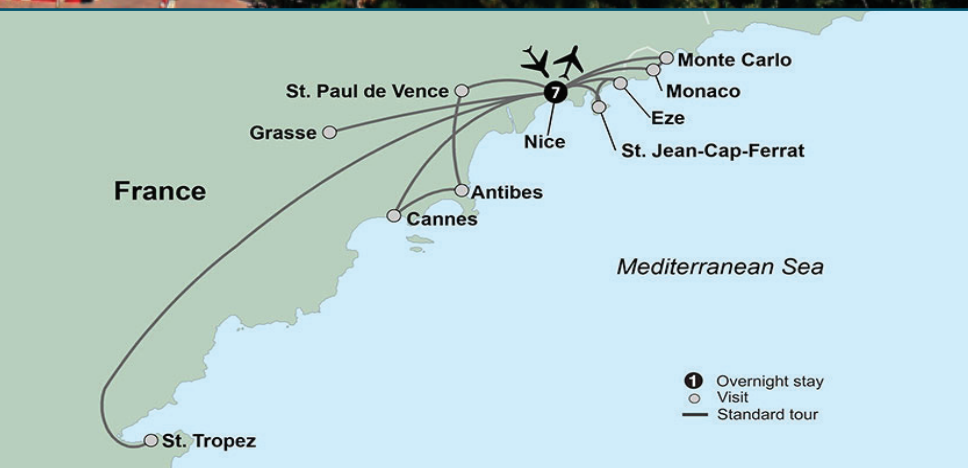 Monte Carlo
St. Paul de Vence
7
Monaco
Eze
Grasse
Nice
St. Jean-Cap-Ferrat
France
Antibes
Cannes
Mediterranean Sea
1 Overnight stay
Visit
Standard tour
St. Tropez